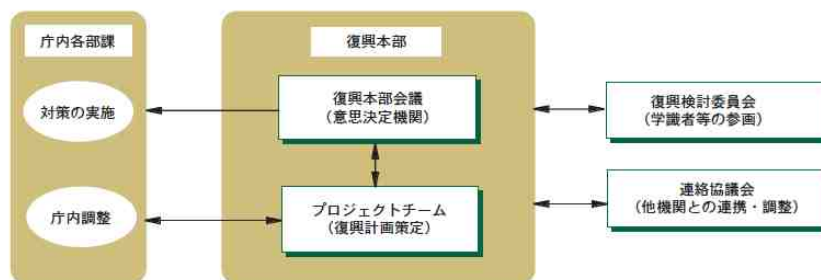 庁内各部課
対策の実施
庁内調整
復興本部
復興本部会議
(意思決定機関)
プロジェクトチーム
(復興計画策定)
復興検討委員会
(学識者等の参画)
連絡協議会
(他機関との連携・調整)